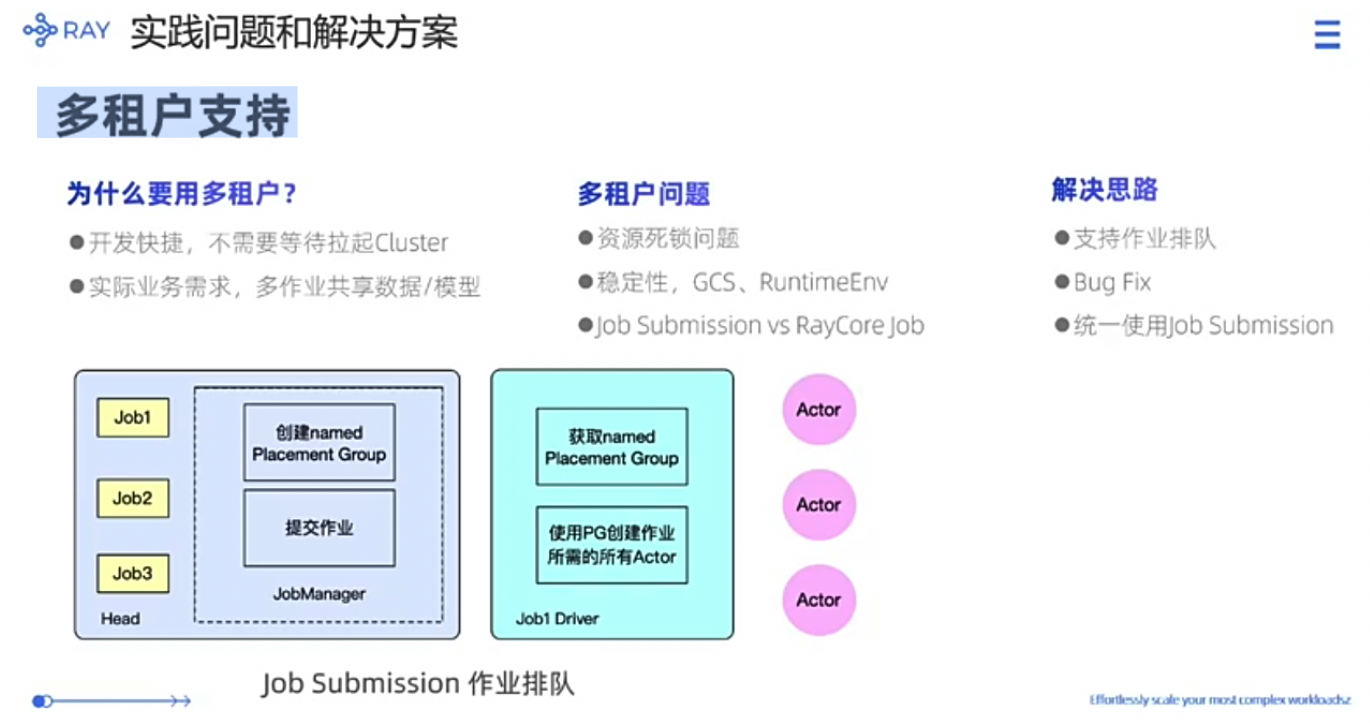 RAY 实践问题和解决方案
多租户支持
为什么要用多租户?
●开发快捷，不需要等待拉起Cluster
●实际业务需求，多作业共享数据/模型
多租户问题
●资源死锁问题
●稳定性，GCS、RuntimeEnv
●Job Submission vs RayCore Job
解决思路
●支持作业排队
●Bug Fix
●统一使用Job Submission
Job1
Job2
Job3
Head
创建named
Placement Group
提交作业
JobManager
获取named
Placement Group
使用PG创建作业
所需的所有Actor
Job1 Driver
Actor
Actor
Actor
Job Submission 作业排队
Effortlessly scale your most complex workloadsz